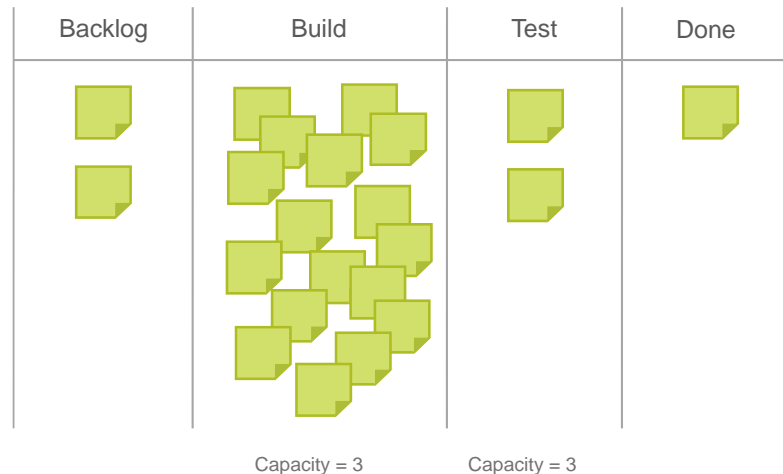 Backlog
Build
Test
Done
Capacity = 3
Capacity = 3